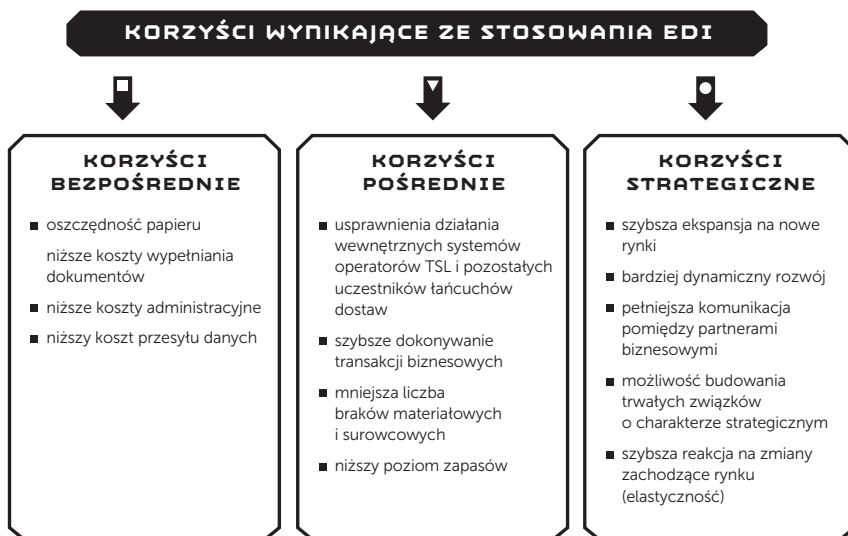 KORZYŚCI WYNIKAJĄCE ZE STOSOWANIA EDI
KORZYŚCI
BEZPOŚREDNIE
■ oszczędność papieru
niższe koszty wypełniania
dokumentów
■ niższe koszty administracyjne
■ niższy koszt przesyłu danych
KORZYŚCI
POŚREDNIE
■ usprawnienia działania
wewnętrznych systemów
operatorów TSL i pozostałych
uczestników łańcuchów
dostaw
■ szybsze dokonywanie
transakcji biznesowych
■ mniejsza liczba
braków materiałowych
i surowcowych
■ niższy poziom zapasów
KORZYŚCI
STRATEGICZNE
■ szybsza ekspansja na nowe
rynki
■ bardziej dynamiczny rozwój
■ pełniejsza komunikacja
pomiędzy partnerami
biznesowymi
■ możliwość budowania
trwałych związków
o charakterze strategicznym
■ szybsza reakcja na zmiany
zachodzące rynku
(elastyczność)